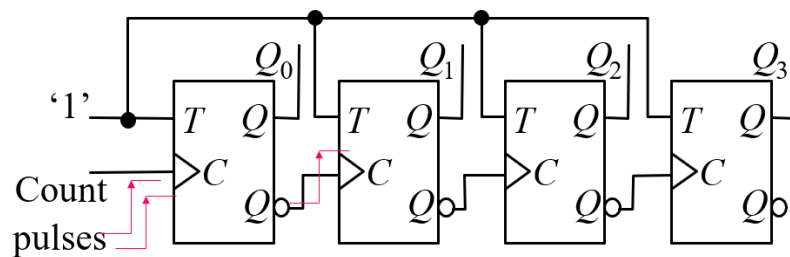 Q0 Q1 Q2 Q3
‘1’ T Q T Q T Q T Q
C C C C
Count
Q Q Q Q
pulses